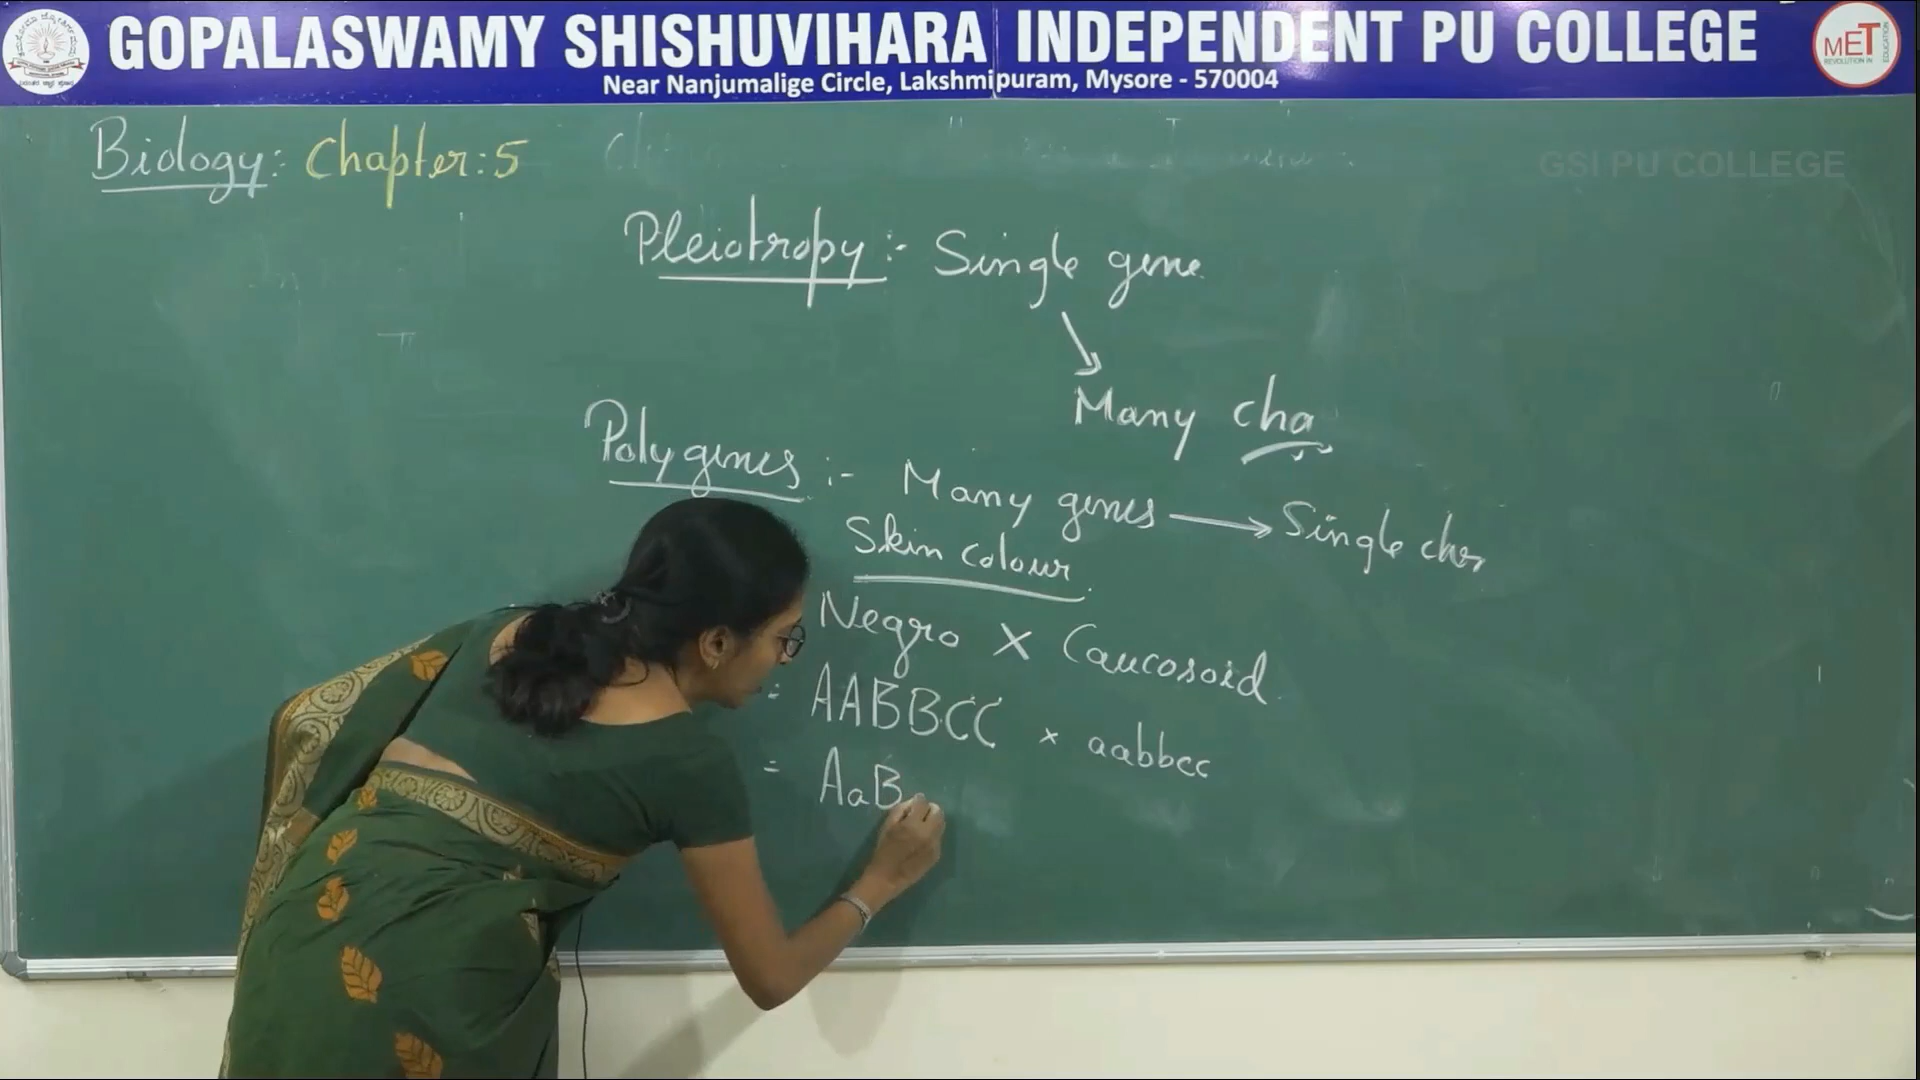 GOPALASWAMY SHISHUVIHARA INDEPENDENT PU COLLEGE
Near Nanjumalige Circle, Lakshmipuram, Mysore - 570004
MET
Biology: Chapter: 5
GSI PU COLLEGE
Pleiotropy :- Single gene
Many cha
Polygenes :- Many genes → Single cha
Skin colour
Negro X Caucosoid
= AABBCC × aabbcc
= AaB